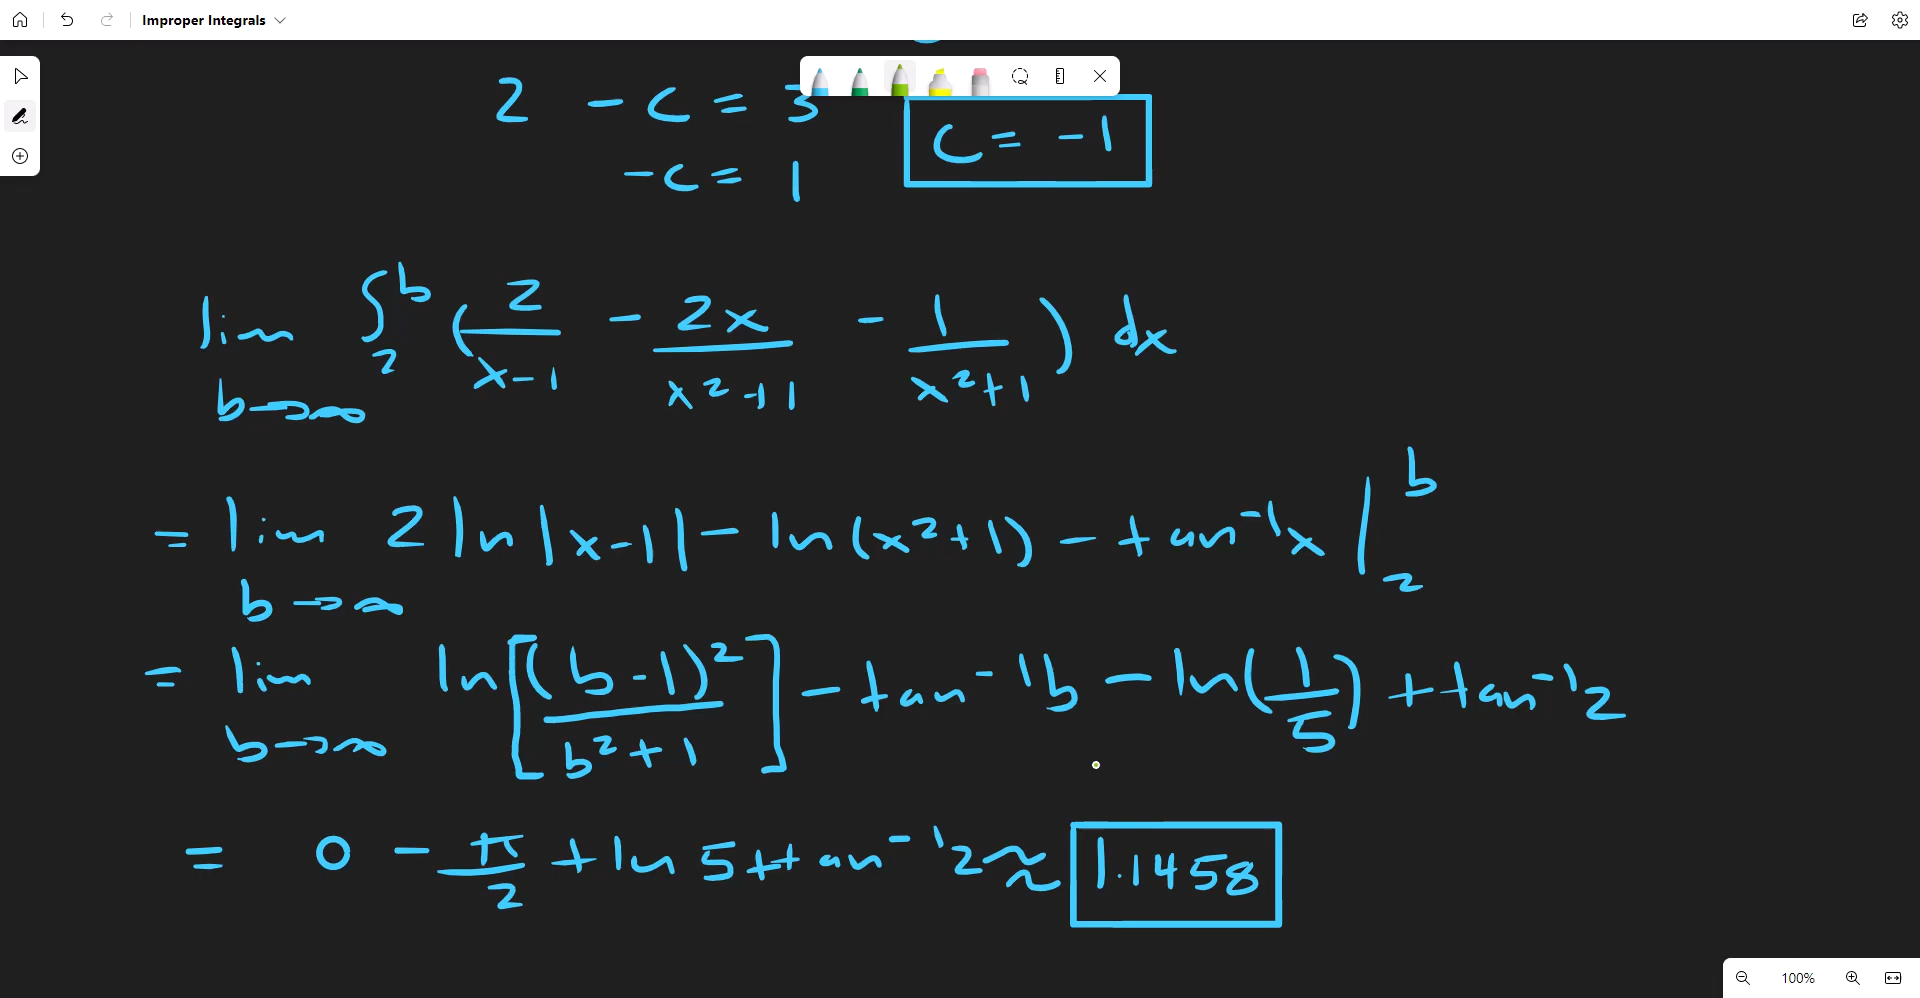 Improper Integrals
2 - c = 3
c = -1
-c = 1
lim b→∞ ∫₂ᵇ (2/(x-1) - 2x/(x²+1) - 1/(x²+1)) dx
= lim b→∞ 2 ln|x-1| - ln(x²+1) - tan⁻¹x |₂ᵇ
= lim b→∞ ln[(b-1)²/(b²+1)] - tan⁻¹b - ln(1/5) + tan⁻¹2
= 0 - π/2 + ln 5 + tan⁻¹2 ≈ 1.1458
100%